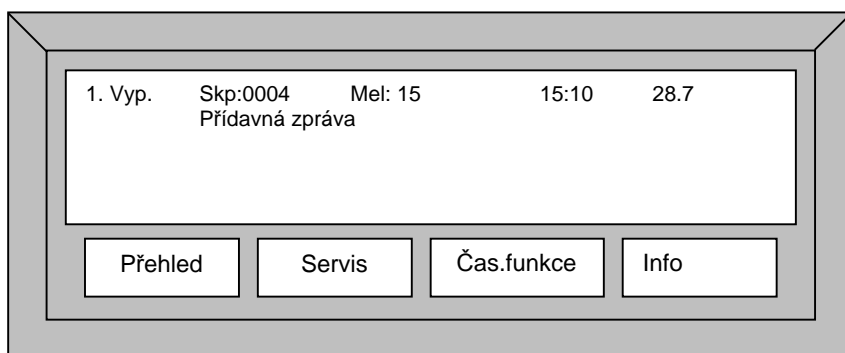 1. Vyp. Skp:0004 Mel: 15 15:10 28.7
Přídavná zpráva
Přehled Servis Čas.funkce Info